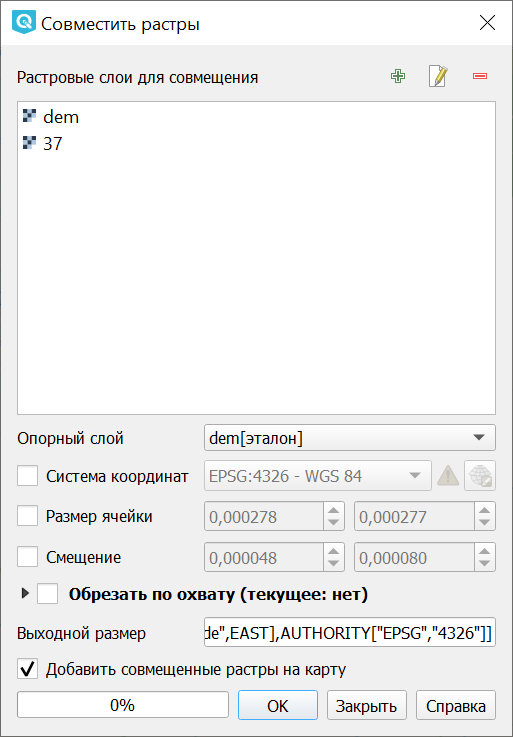 Совместить растры
Растровые слои для совмещения
dem
37
Опорный слой dem[эталон]
Система координат EPSG:4326 - WGS 84
Размер ячейки 0,000278 0,000277
Смещение 0,000048 0,000080
Обрезать по охвату (текущее: нет)
Выходной размер de",EAST],AUTHORITY["EPSG","4326"]]
Добавить совмещенные растры на карту
0% OK Закрыть Справка